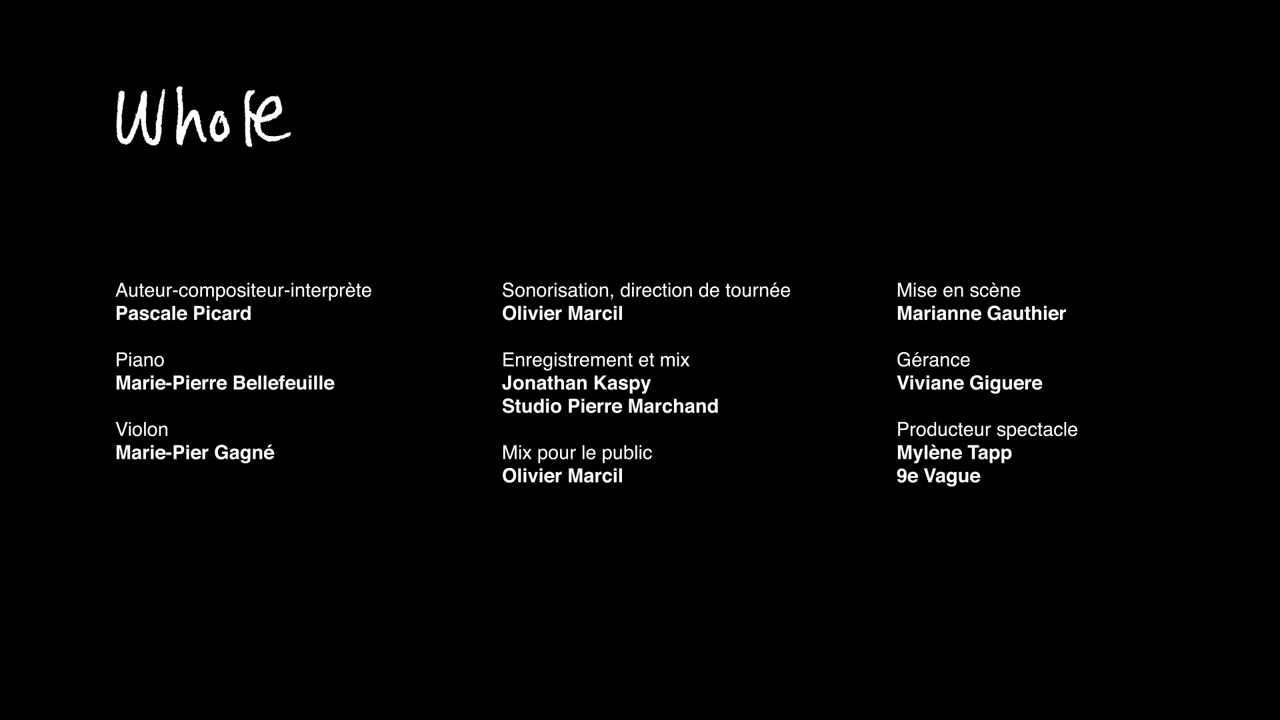 Whole
Auteur-compositeur-interprète
Pascale Picard
Piano
Marie-Pierre Bellefeuille
Violon
Marie-Pier Gagné
Sonorisation, direction de tournée
Olivier Marcil
Enregistrement et mix
Jonathan Kaspy
Studio Pierre Marchand
Mix pour le public
Olivier Marcil
Mise en scène
Marianne Gauthier
Gérance
Viviane Giguere
Producteur spectacle
Mylène Tapp
9e Vague